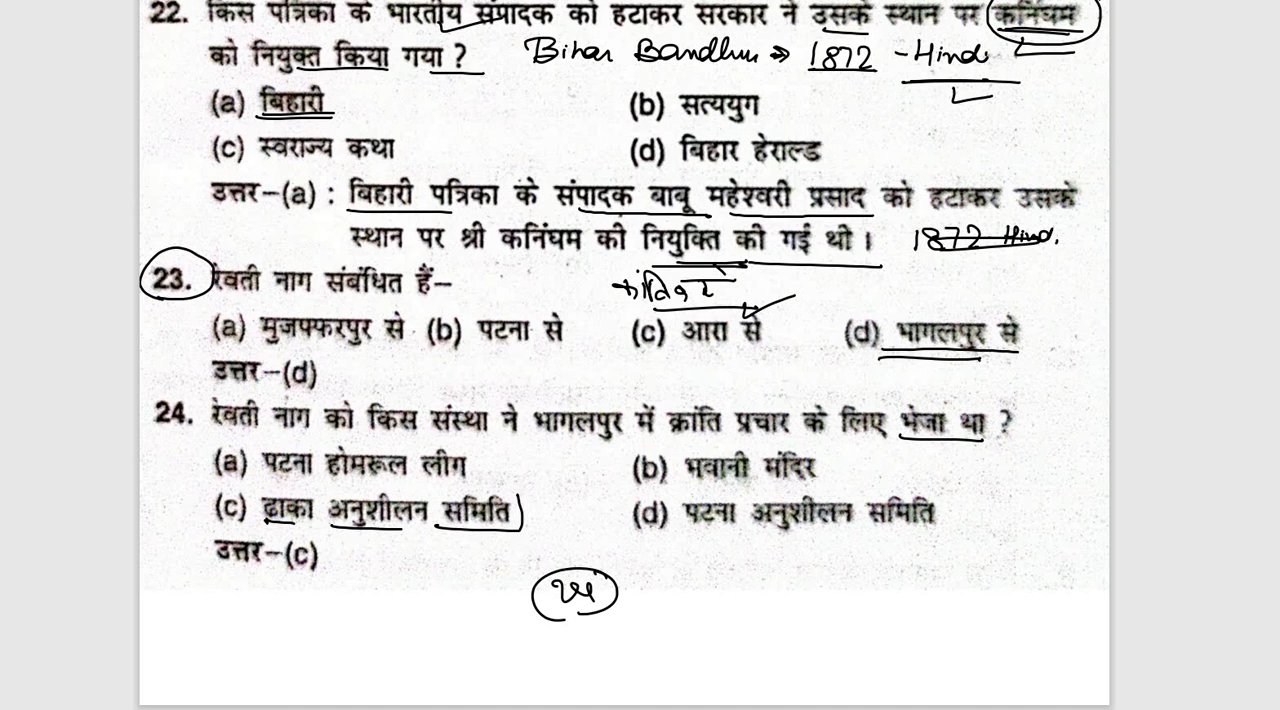 22. किस पत्रिका के भारतीय संपादक को हटाकर सरकार ने उसके स्थान पर कनिंघम
को नियुक्त किया गया ? Bihar Bandhu ⇒ 1872 - Hindi
(a) बिहारी (b) सत्ययुग
(c) स्वराज्य कथा (d) बिहार हेराल्ड
उत्तर–(a) : बिहारी पत्रिका के संपादक बाबू महेश्वरी प्रसाद को हटाकर उसके
स्थान पर श्री कनिंघम की नियुक्ति की गई थी । 1872 Hind.
23. रेवती नाग संबंधित हैं–
(a) मुजफ्फरपुर से (b) पटना से (c) आरा से (d) भागलपुर से
उत्तर–(d)
24. रेवती नाग को किस संस्था ने भागलपुर में क्रांति प्रचार के लिए भेजा था ?
(a) पटना होमरूल लीग (b) भवानी मंदिर
(c) ढाका अनुशीलन समिति (d) पटना अनुशीलन समिति
उत्तर–(c)